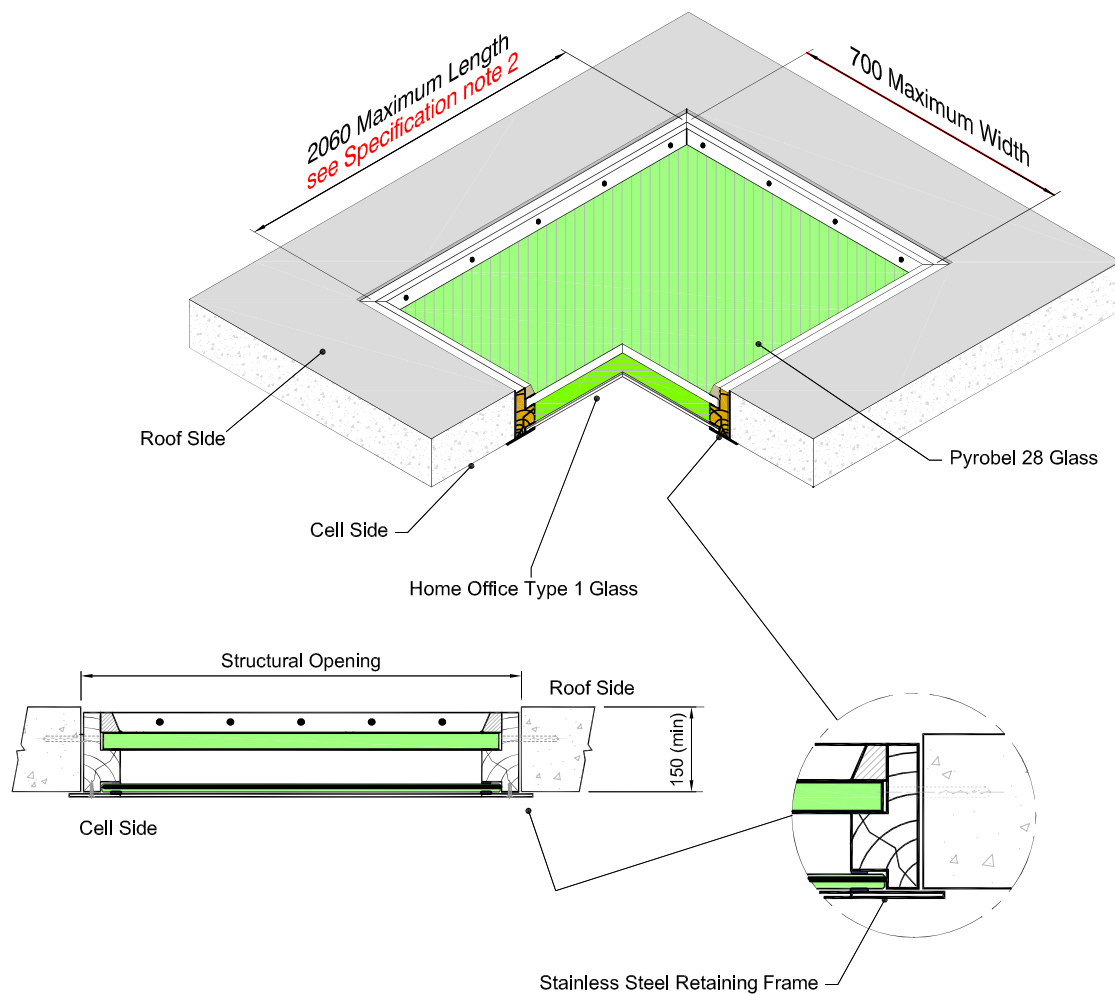 2060 Maximum Length
see Specification note 2
700 Maximum Width
Roof SIde
Pyrobel 28 Glass
Cell Side
Home Office Type 1 Glass
Structural Opening
Roof Side
150 (min)
Cell Side
Stainless Steel Retaining Frame